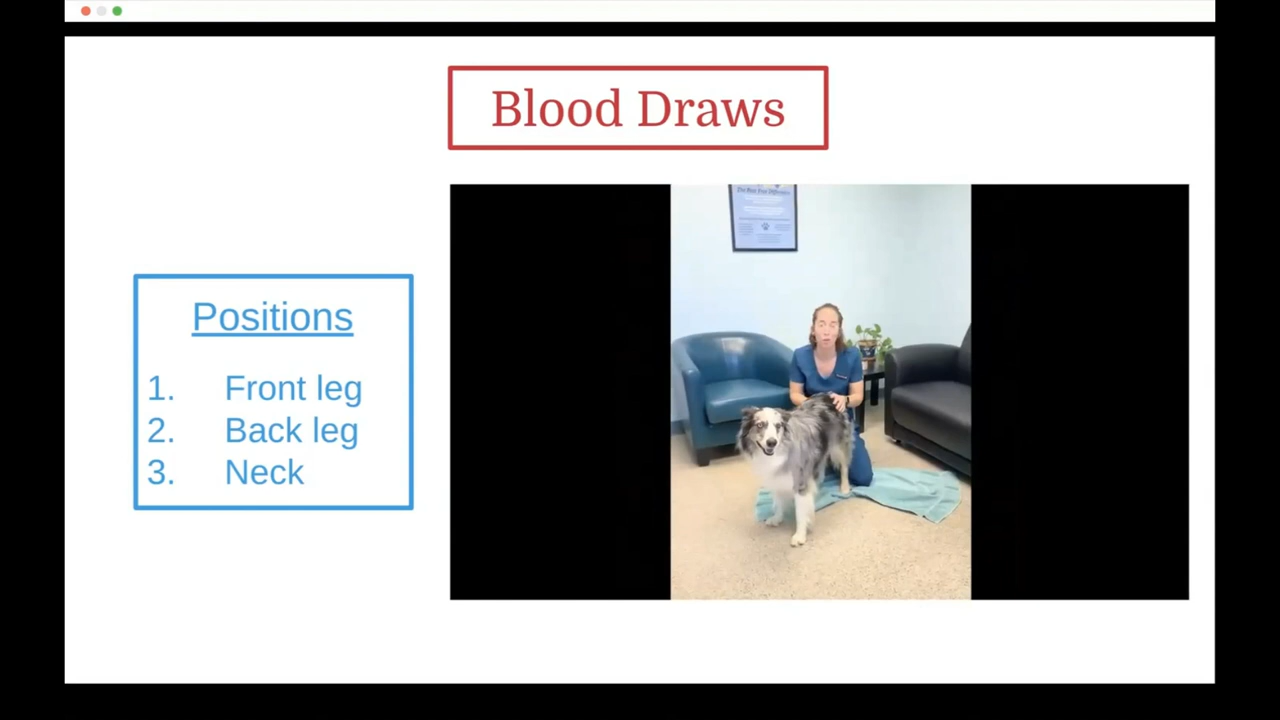 Blood Draws
Positions
1. Front leg
2. Back leg
3. Neck